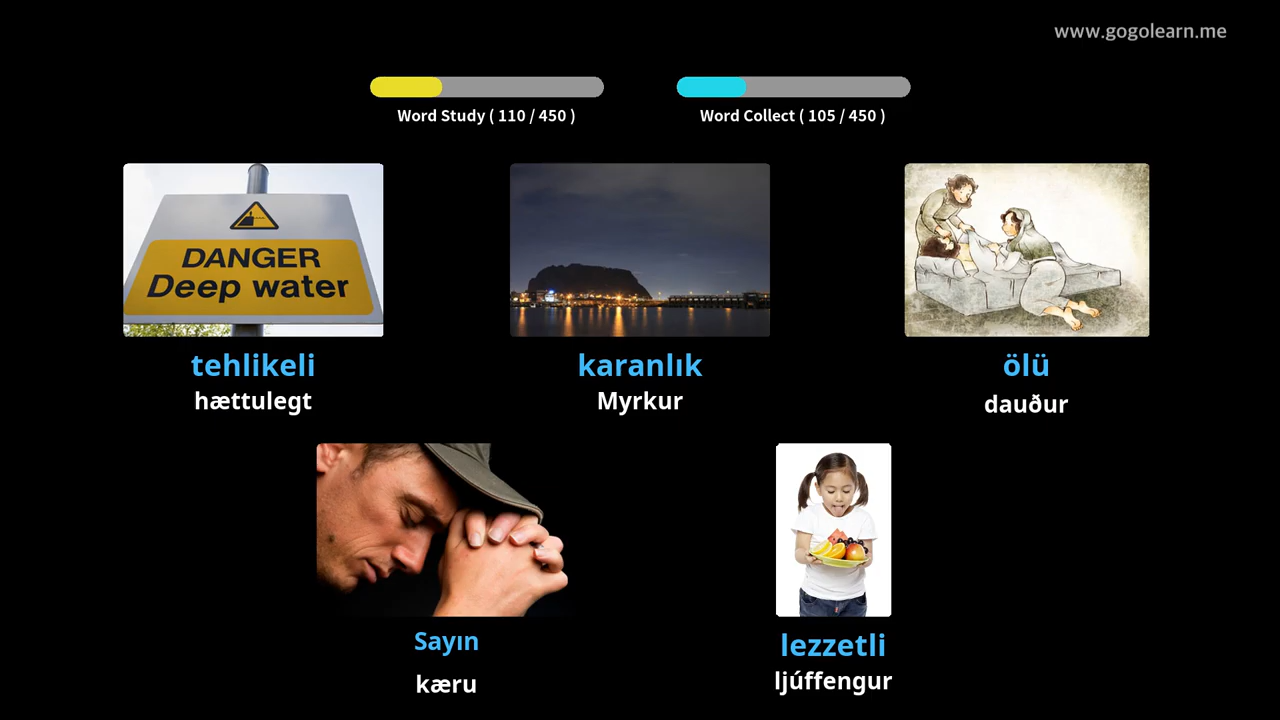 www.gogolearn.me
Word Study ( 110 / 450 )
Word Collect ( 105 / 450 )
DANGER
Deep water
tehlikeli
hættulegt
karanlık
Myrkur
ölü
dauður
Sayın
kæru
lezzetli
ljúffengur